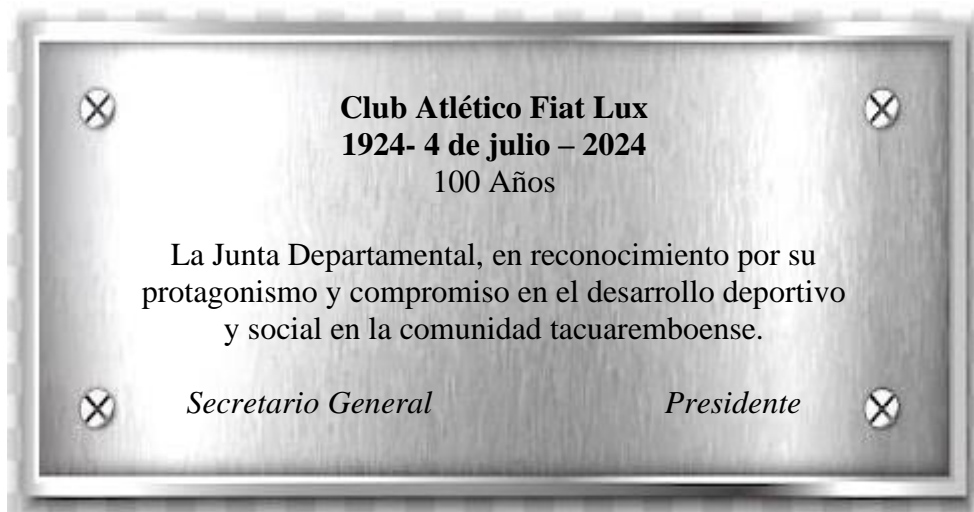 Club Atlético Fiat Lux
1924- 4 de julio – 2024
100 Años
La Junta Departamental, en reconocimiento por su
protagonismo y compromiso en el desarrollo deportivo
y social en la comunidad tacuaremboense.
Secretario General Presidente